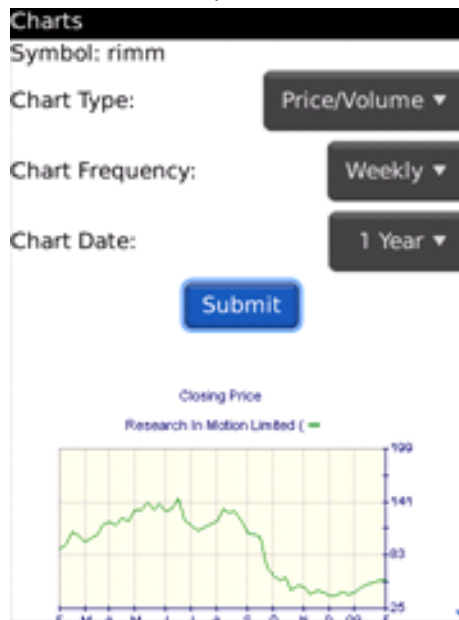 Charts
Symbol: rimm
Chart Type: Price/Volume
Chart Frequency: Weekly
Chart Date: 1 Year
Submit
Closing Price
Research In Motion Limited (
199
141
83
25